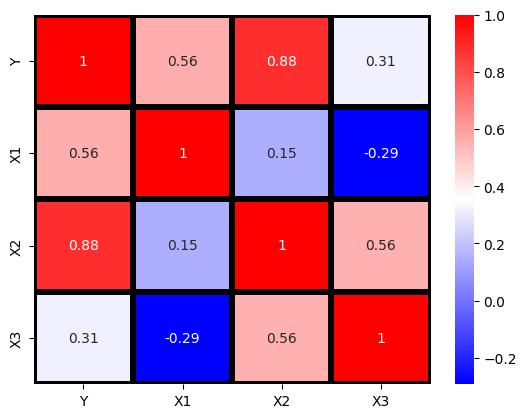 Y 1 0.56 0.88 0.31
X1 0.56 1 0.15 -0.29
X2 0.88 0.15 1 0.56
X3 0.31 -0.29 0.56 1
Y X1 X2 X3
1.0
0.8
0.6
0.4
0.2
0.0
−0.2